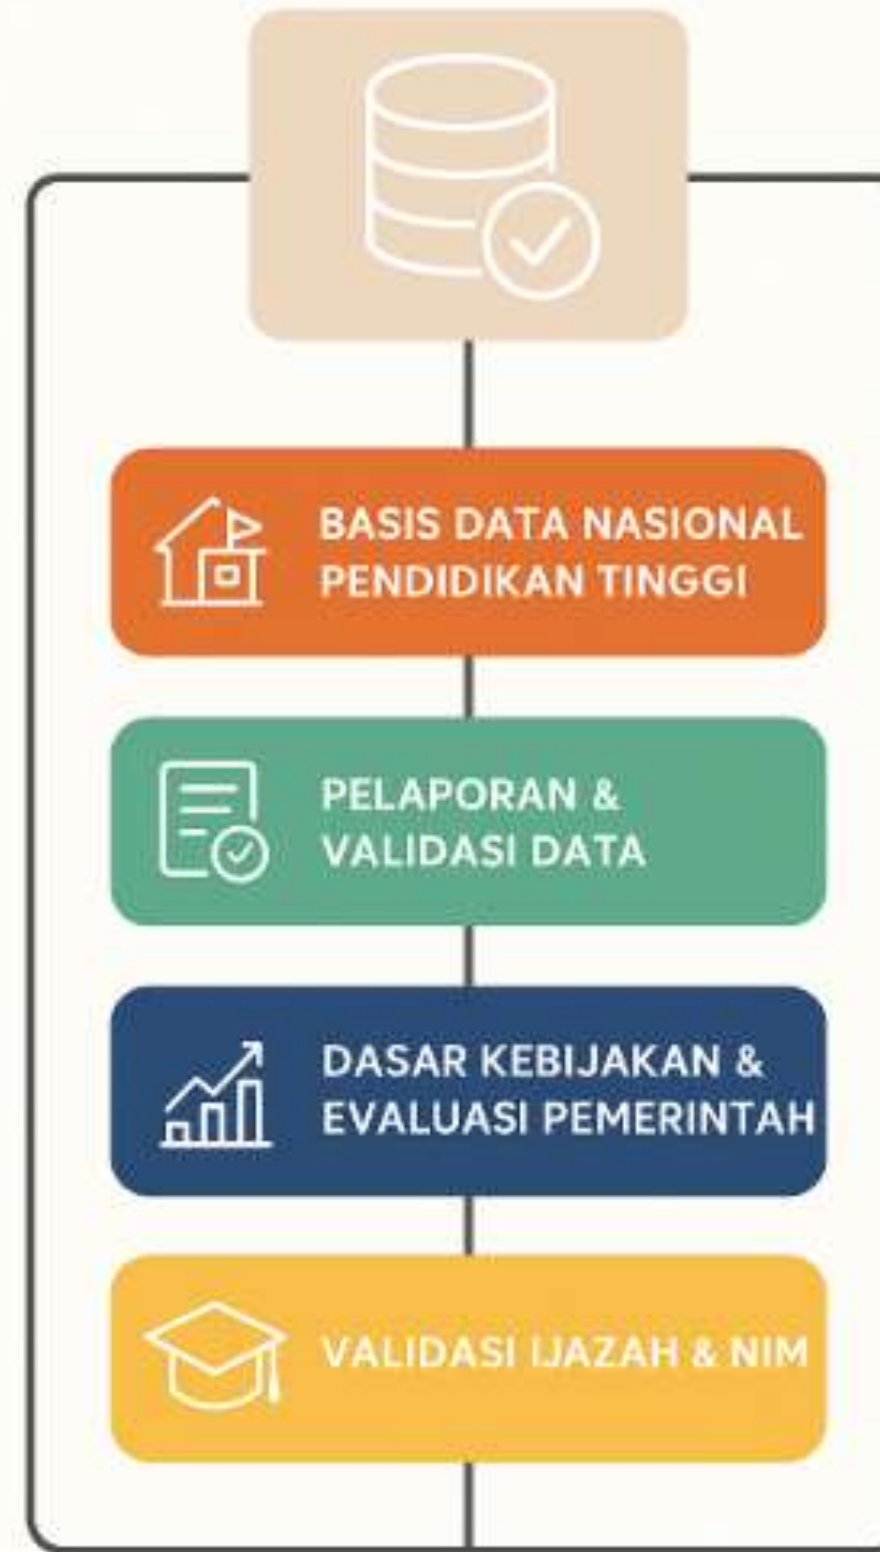 BASIS DATA NASIONAL
PENDIDIKAN TINGGI
PELAPORAN &
VALIDASI DATA
DASAR KEBIJAKAN &
EVALUASI PEMERINTAH
VALIDASI IJAZAH & NIM